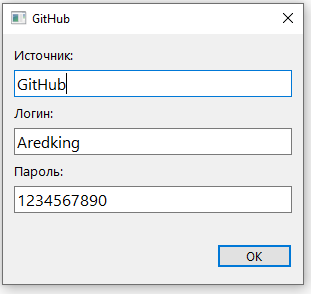 GitHub
Источник:
GitHub
Логин:
Aredking
Пароль:
1234567890
OK